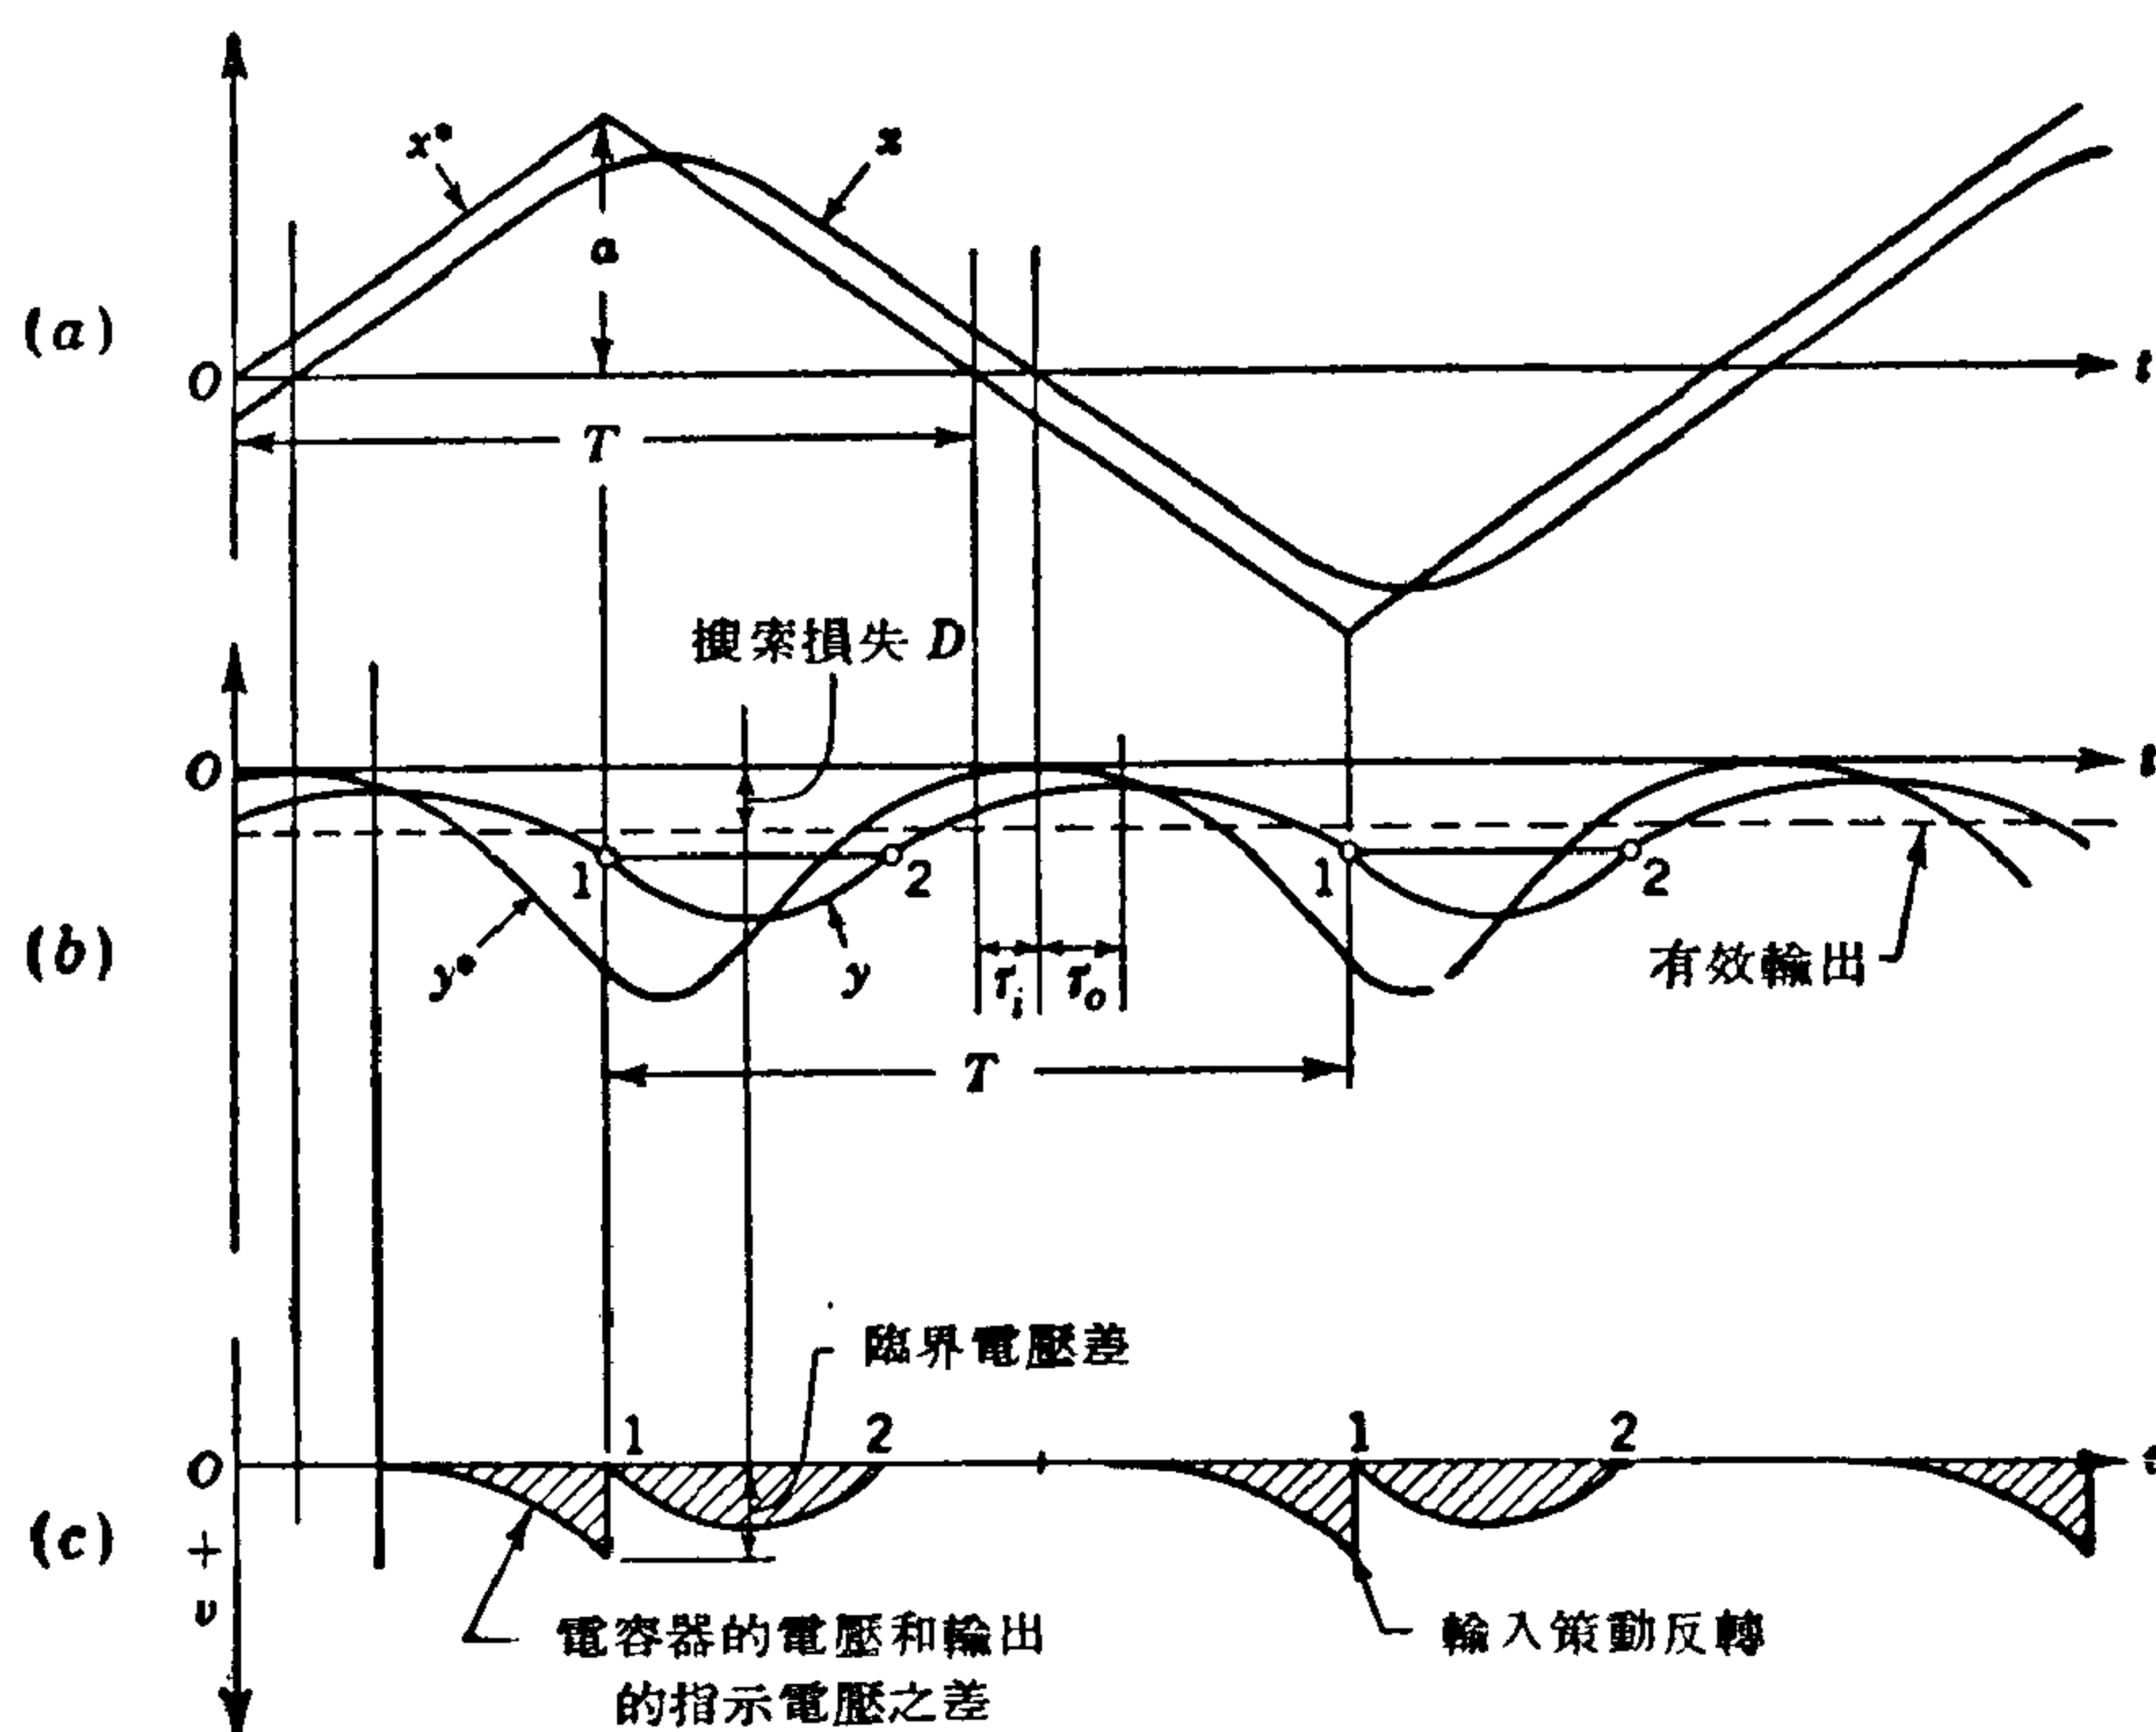 x*
x
a
(a)
O
t
T
搜索損失 D
O
t
1
2
1
2
(b)
y*
y
τi
τo
有效輸出
T
臨界電壓差
1
2
1
2
O
t
(c)
+
v
電容器的電壓和輸出
的指示電壓之差
輸入策動反轉